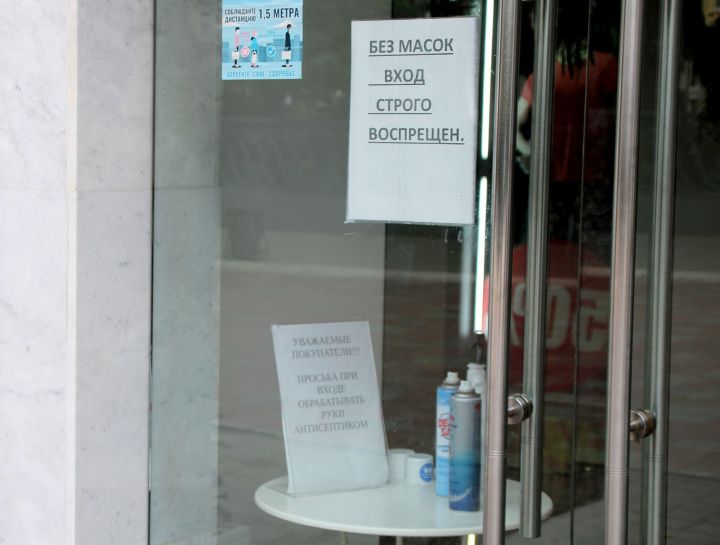 СОБЛЮДАЙТЕ
ДИСТАНЦИЮ 1,5 МЕТРА
БЕРЕГИТЕ СВОЕ ЗДОРОВЬЕ
БЕЗ МАСОК
ВХОД
СТРОГО
ВОСПРЕЩЕН.
УВАЖАЕМЫЕ
ПОКУПАТЕЛИ!!!
ПРОСЬБА ПРИ
ВХОДЕ
ОБРАБАТЫВАТЬ
РУКИ
АНТИСЕПТИКОМ